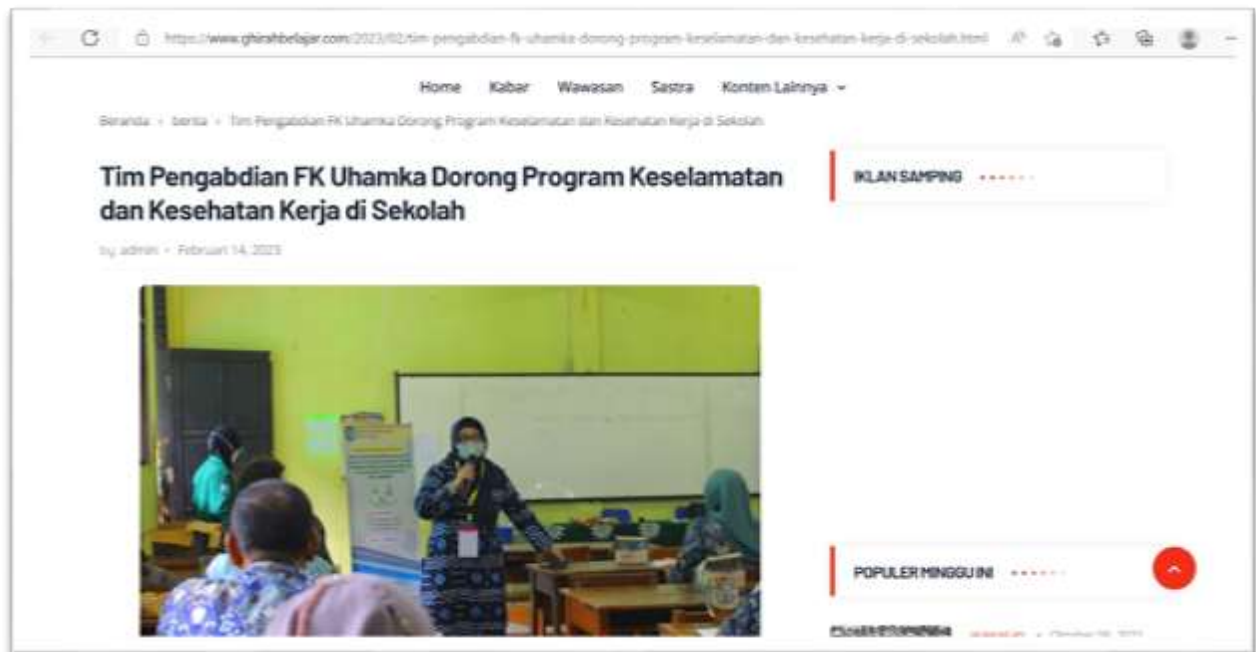 https://www.ghirahbelajar.com/2023/02/tim-pengabdian-fk-uhamka-dorong-program-keselamatan-dan-kesehatan-kerja-di-sekolah.html
Home Kabar Wawasan Sastra Konten Lainnya
Beranda berita Tim Pengabdian FK Uhamka Dorong Program Keselamatan dan Kesehatan Kerja di Sekolah
Tim Pengabdian FK Uhamka Dorong Program Keselamatan
dan Kesehatan Kerja di Sekolah
by admin - Februari 14, 2023
IKLAN SAMPING
POPULER MINGGU INI